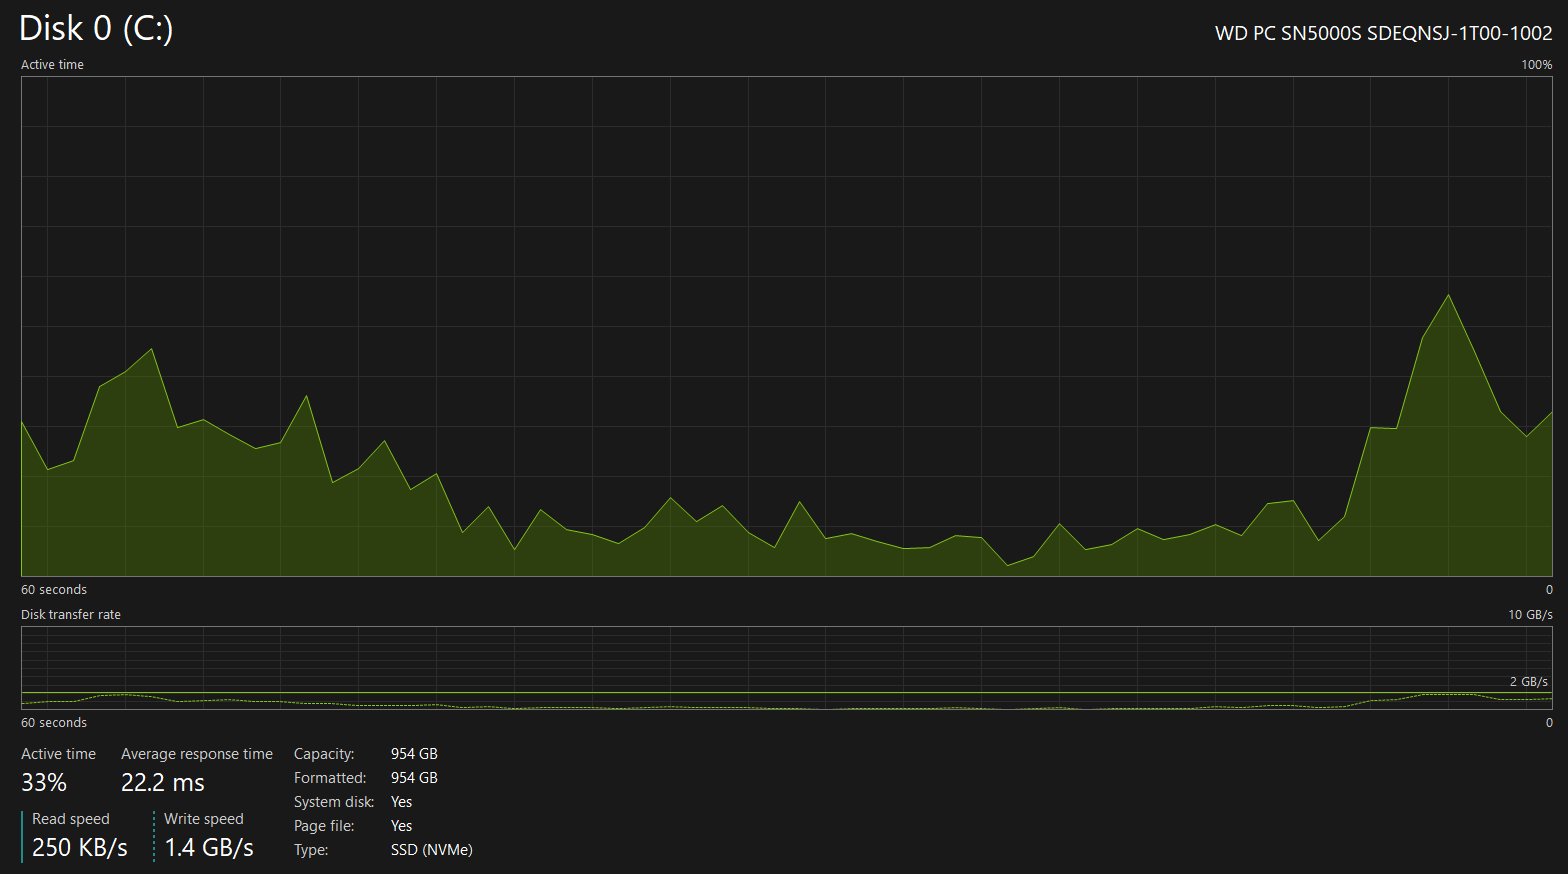 Disk 0 (C:)
WD PC SN5000S SDEQNSJ-1T00-1002
Active time 100%
60 seconds 0
Disk transfer rate 10 GB/s
2 GB/s
60 seconds 0
Active time Average response time
33% 22.2 ms
Read speed Write speed
250 KB/s 1.4 GB/s
Capacity: 954 GB
Formatted: 954 GB
System disk: Yes
Page file: Yes
Type: SSD (NVMe)